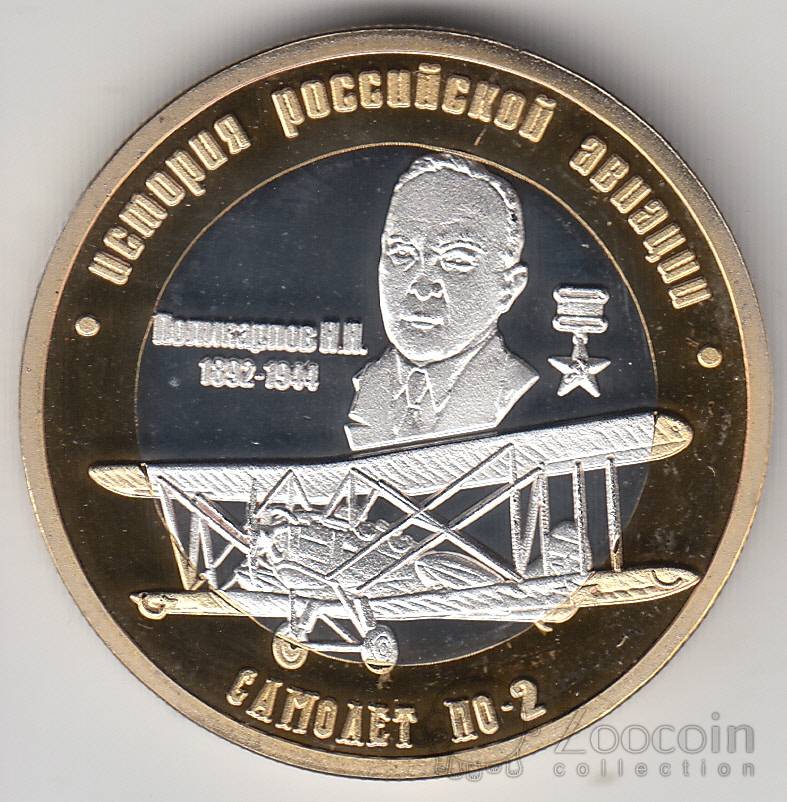 история российской авиации
Поликарпов Н.Н.
1892-1944
САМОЛЕТ ПО-2
Zoocoin
collection